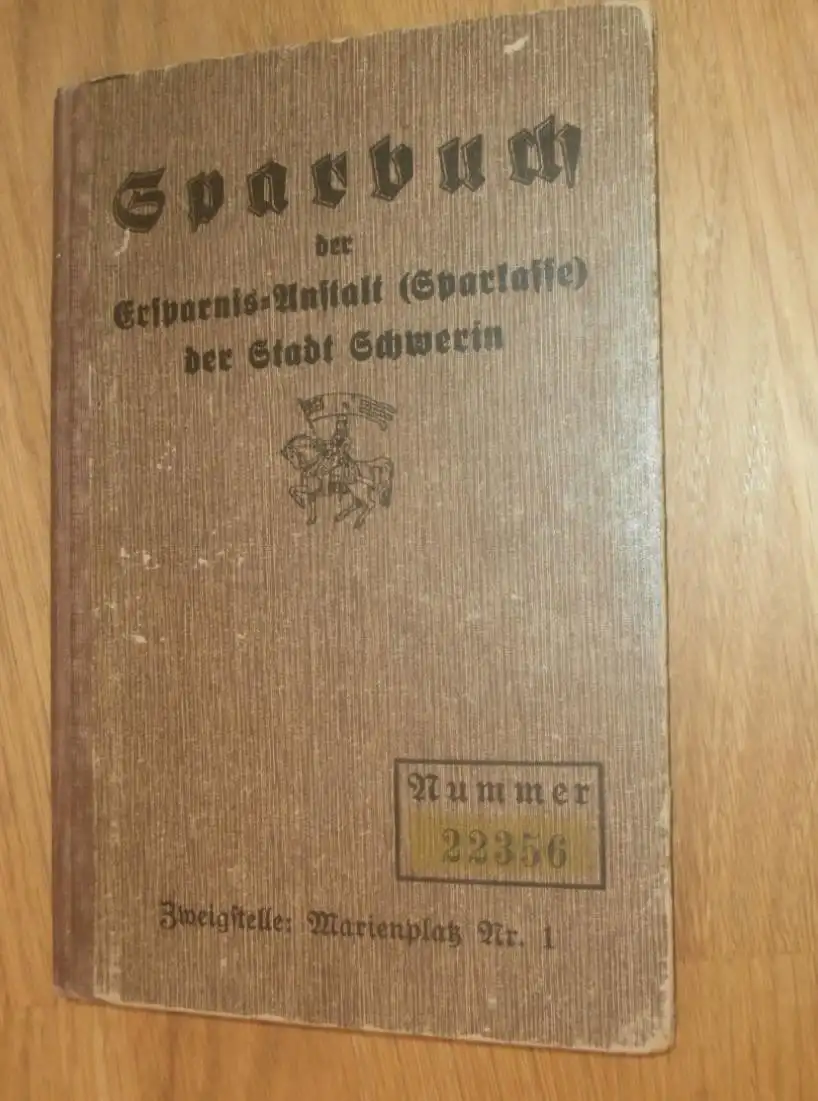 Sparbuch
der
Ersparnis-Anstalt (Sparkasse)
der Stadt Schwerin
Nummer
22356
Zweigstelle: Marienplatz Nr. 1